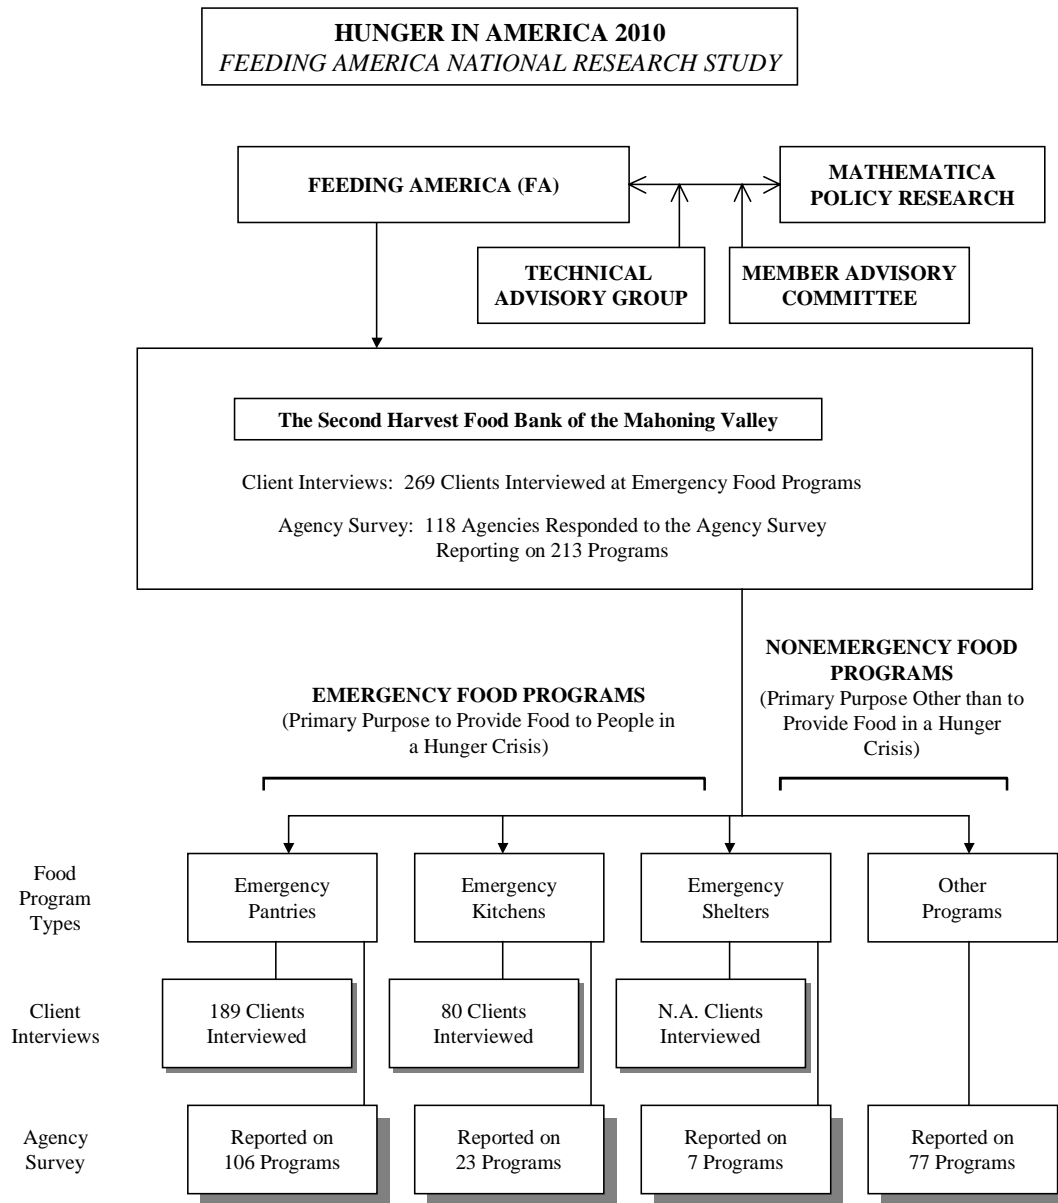 HUNGER IN AMERICA 2010
FEEDING AMERICA NATIONAL RESEARCH STUDY
FEEDING AMERICA (FA)
MATHEMATICA
POLICY RESEARCH
TECHNICAL
ADVISORY GROUP
MEMBER ADVISORY
COMMITTEE
The Second Harvest Food Bank of the Mahoning Valley
Client Interviews: 269 Clients Interviewed at Emergency Food Programs
Agency Survey: 118 Agencies Responded to the Agency Survey
Reporting on 213 Programs
EMERGENCY FOOD PROGRAMS
(Primary Purpose to Provide Food to People in
a Hunger Crisis)
NONEMERGENCY FOOD
PROGRAMS
(Primary Purpose Other than to
Provide Food in a Hunger
Crisis)
Food
Program
Types
Emergency
Pantries
Emergency
Kitchens
Emergency
Shelters
Other
Programs
Client
Interviews
189 Clients
Interviewed
80 Clients
Interviewed
N.A. Clients
Interviewed
Agency
Survey
Reported on
106 Programs
Reported on
23 Programs
Reported on
7 Programs
Reported on
77 Programs